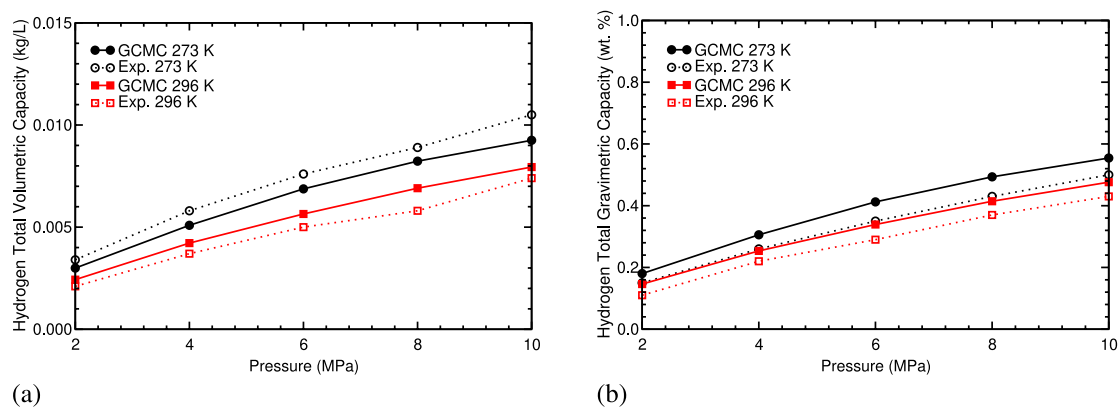 Hydrogen Total Volumetric Capacity (kg/L)
0.015
0.010
0.005
0.000
GCMC 273 K
Exp. 273 K
GCMC 296 K
Exp. 296 K
2 4 6 8 10
Pressure (MPa)
(a)
Hydrogen Total Gravimetric Capacity (wt. %)
1.0
0.8
0.6
0.4
0.2
0.0
GCMC 273 K
Exp. 273 K
GCMC 296 K
Exp. 296 K
2 4 6 8 10
Pressure (MPa)
(b)